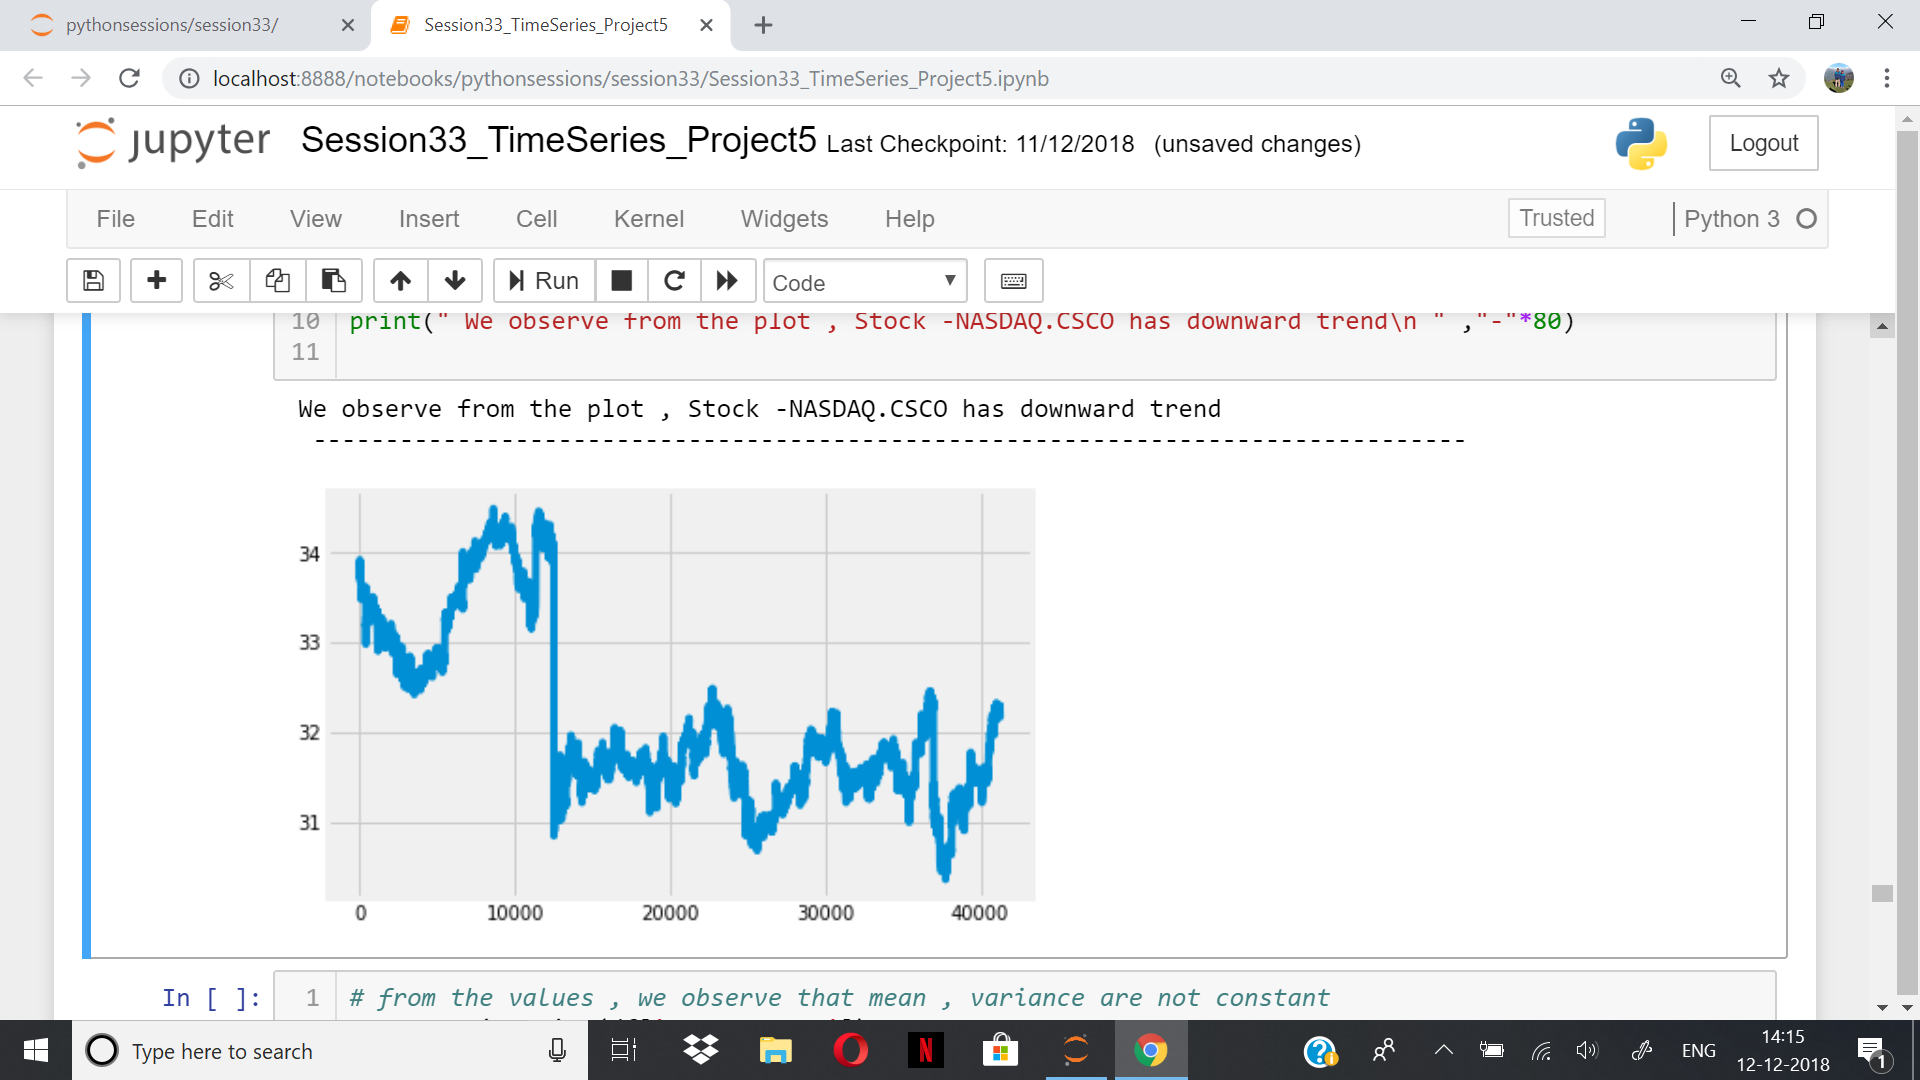 pythonsessions/session33/
Session33_TimeSeries_Project5
localhost:8888/notebooks/pythonsessions/session33/Session33_TimeSeries_Project5.ipynb
jupyter Session33_TimeSeries_Project5 Last Checkpoint: 11/12/2018 (unsaved changes)
Logout
File Edit View Insert Cell Kernel Widgets Help
Trusted
Python 3
Run
Code
10 print(" We observe from the plot , Stock -NASDAQ.CSCO has downward trend\n " ,"-"*80)
11
We observe from the plot , Stock -NASDAQ.CSCO has downward trend
--------------------------------------------------------------------------------
34
33
32
31
0 10000 20000 30000 40000
In [ ]: 1 # from the values , we observe that mean , variance are not constant
Type here to search
N
ENG
14:15
12-12-2018
1